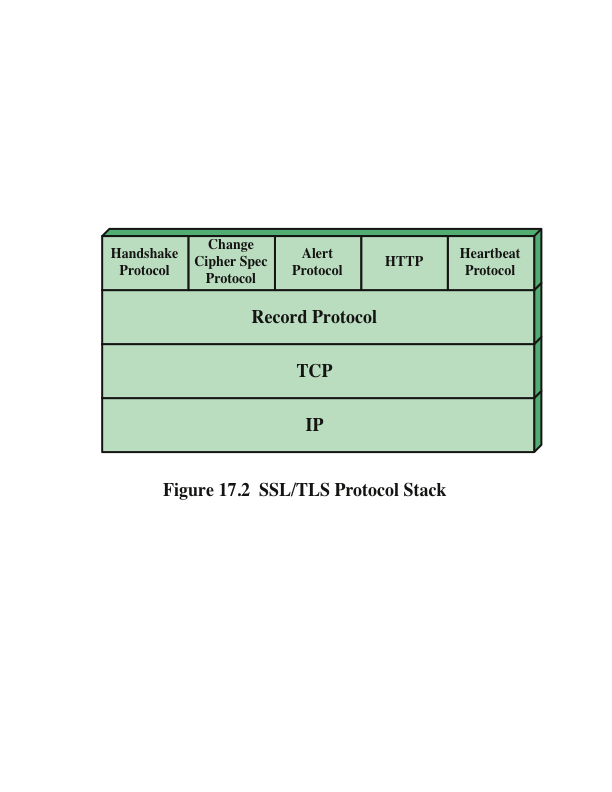 Handshake
Protocol
Change
Cipher Spec
Protocol
Alert
Protocol
HTTP
Heartbeat
Protocol
Record Protocol
TCP
IP
Figure 17.2  SSL/TLS Protocol Stack